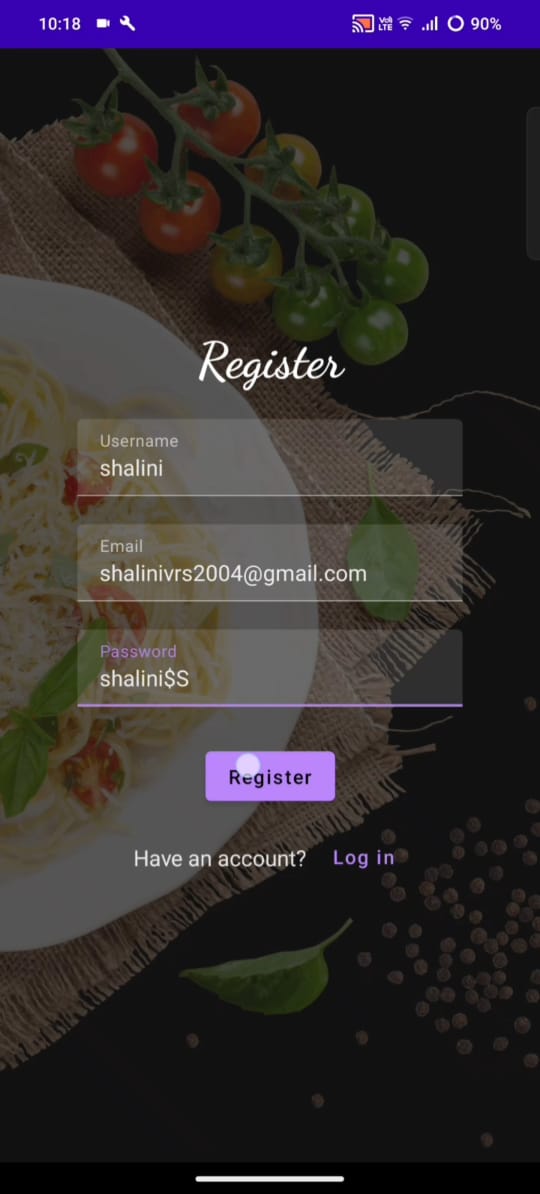 10:18 Vo) LTE 90%
Register
Username
shalini
Email
shalinivrs2004@gmail.com
Password
shalini$S
Register
Have an account? Log in